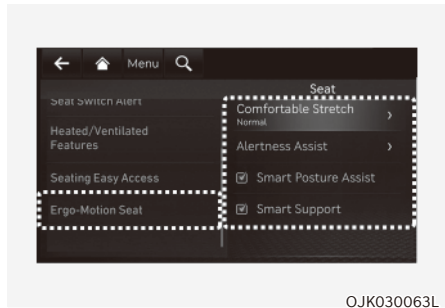 Menu
Seat
Seat Switch Alert
Heated/Ventilated
Features
Seating Easy Access
Ergo-Motion Seat
Comfortable Stretch
Normal
Alertness Assist
Smart Posture Assist
Smart Support
OJK030063L